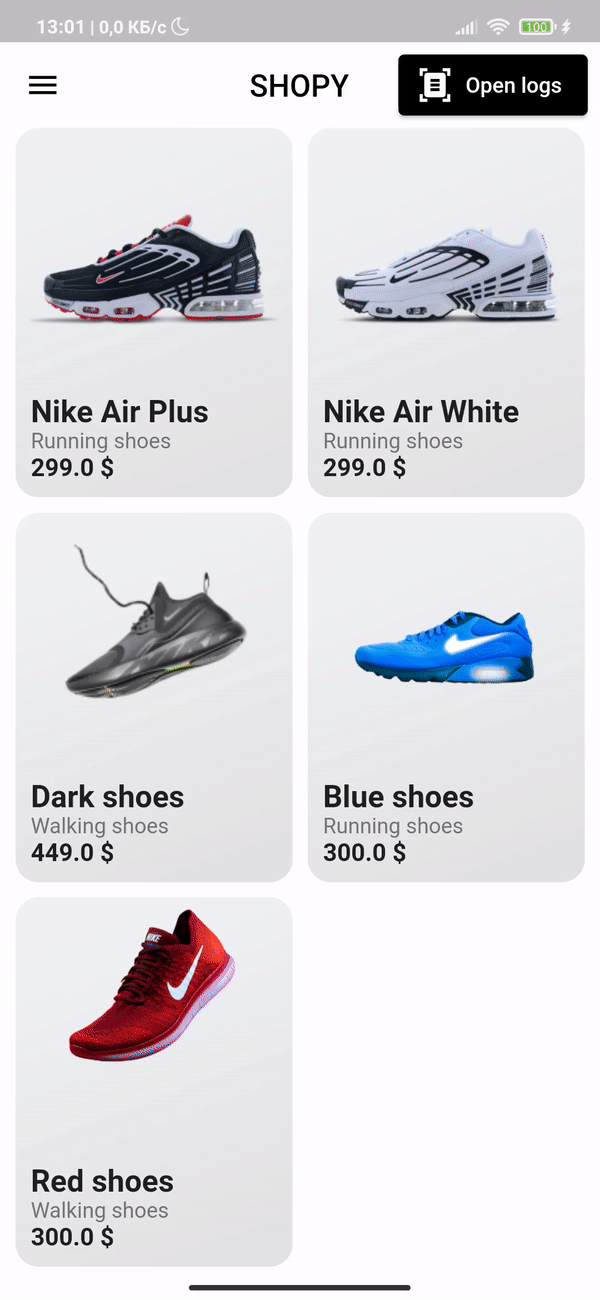 13:01 | 0,0 КБ/с
100
SHOPY
Open logs
Nike Air Plus
Running shoes
299.0 $
Nike Air White
Running shoes
299.0 $
Dark shoes
Walking shoes
449.0 $
Blue shoes
Running shoes
300.0 $
NIKE
Red shoes
Walking shoes
300.0 $